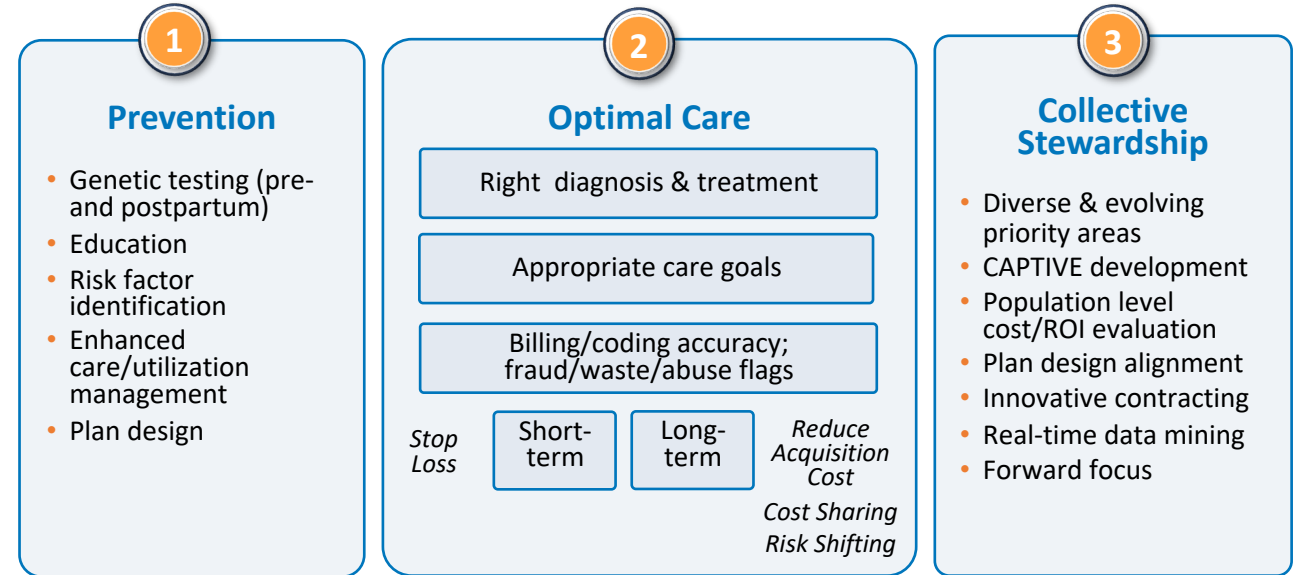 1
Prevention
• Genetic testing (pre-
and postpartum)
• Education
• Risk factor
identification
• Enhanced
care/utilization
management
• Plan design
2
Optimal Care
Right diagnosis & treatment
Appropriate care goals
Billing/coding accuracy;
fraud/waste/abuse flags
Stop
Loss
Short-
term
Long-
term
Reduce
Acquisition
Cost
Cost Sharing
Risk Shifting
3
Collective
Stewardship
• Diverse & evolving
priority areas
• CAPTIVE development
• Population level
cost/ROI evaluation
• Plan design alignment
• Innovative contracting
• Real-time data mining
• Forward focus